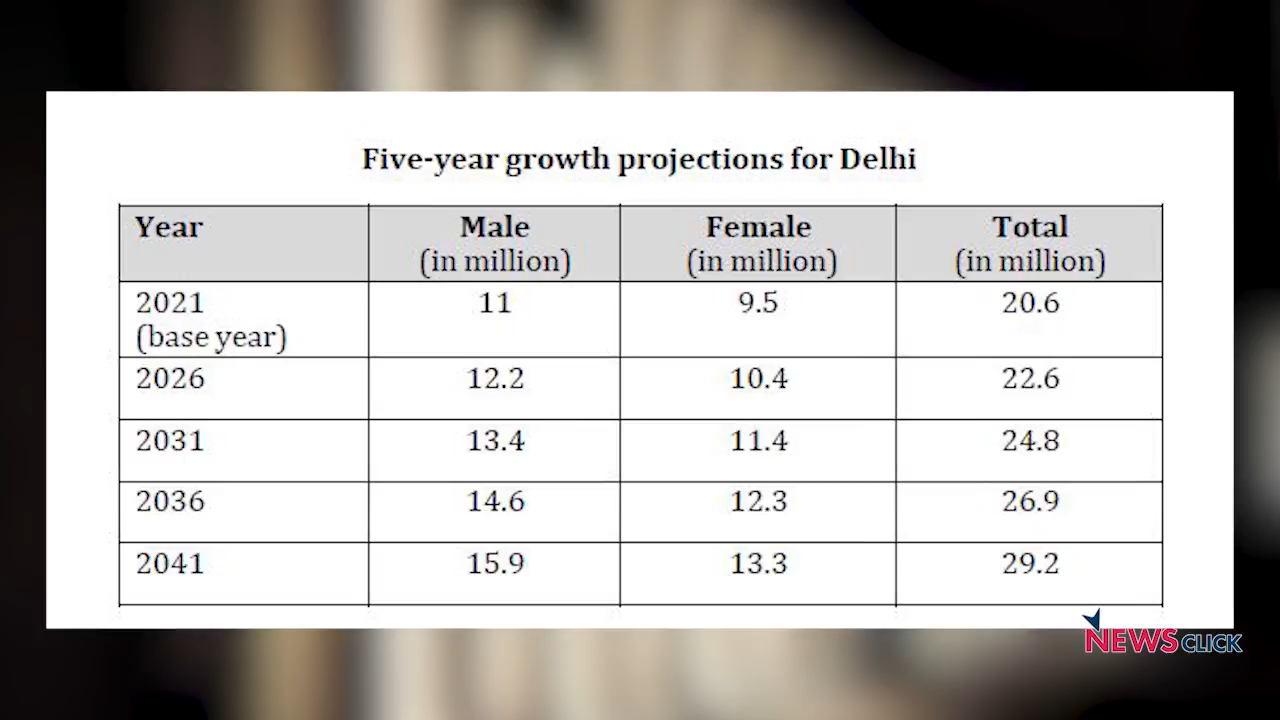 Five-year growth projections for Delhi
Year Male Female Total
(in million) (in million) (in million)
2021 11 9.5 20.6
(base year)
2026 12.2 10.4 22.6
2031 13.4 11.4 24.8
2036 14.6 12.3 26.9
2041 15.9 13.3 29.2
NEWSCLICK